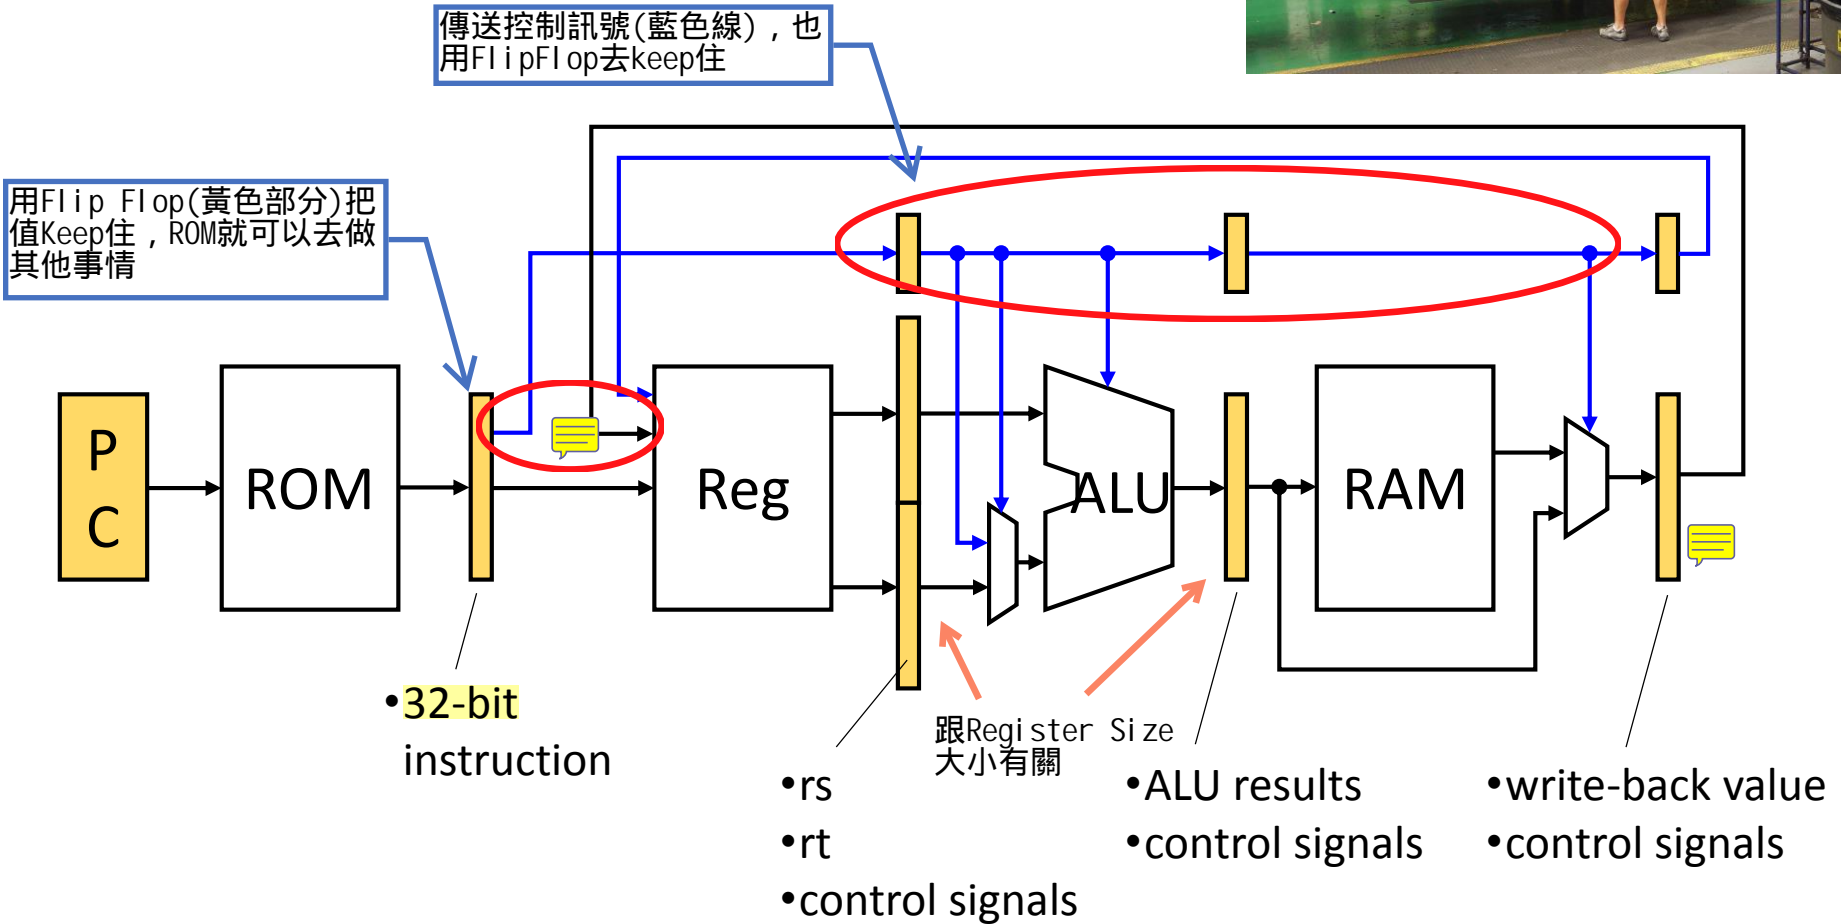 傳送控制訊號(藍色線)，也
用FlipFlop去keep住
用Flip Flop(黃色部分)把
值Keep住，ROM就可以去做
其他事情
P
C
ROM
Reg
ALU
RAM
•32-bit
instruction
跟Register Size
大小有關
•rs
•rt
•control signals
•ALU results
•control signals
•write-back value
•control signals